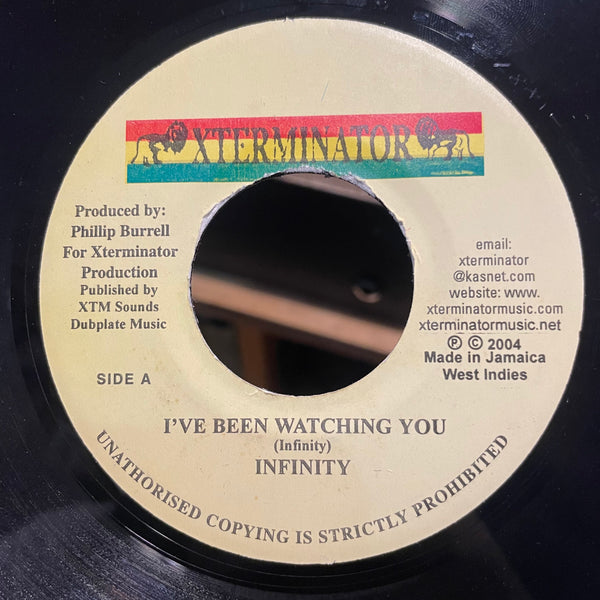 XTERMINATOR
Produced by:
Phillip Burrell
For Xterminator
Production
Published by
XTM Sounds
Dubplate Music
SIDE A
email:
xterminator
@kasnet.com
website: www.
xterminatormusic.com
xterminatormusic.net
℗ © 2004
Made in Jamaica
West Indies
I'VE BEEN WATCHING YOU
(Infinity)
INFINITY
UNATHORISED COPYING IS STRICTLY PROHIBITED